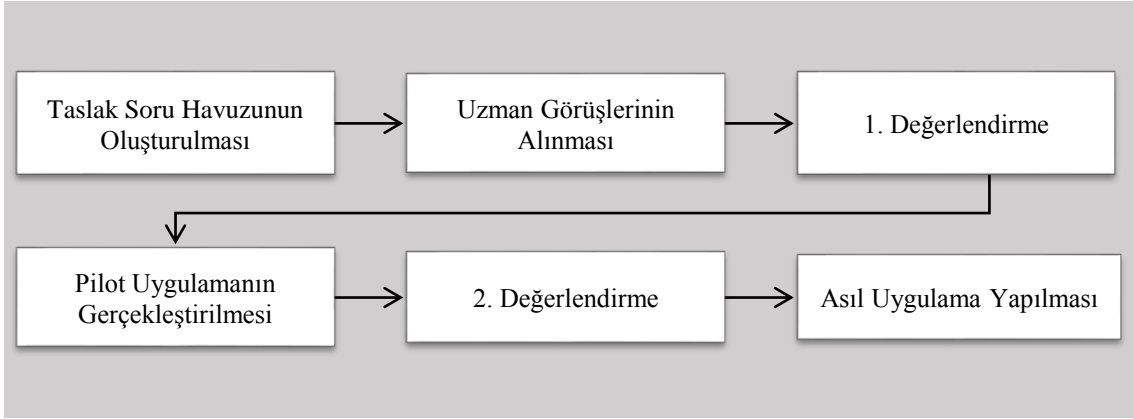 Taslak Soru Havuzunun
Oluşturulması
Uzman Görüşlerinin
Alınması
1. Değerlendirme
Pilot Uygulamanın
Gerçekleştirilmesi
2. Değerlendirme
Asıl Uygulama Yapılması